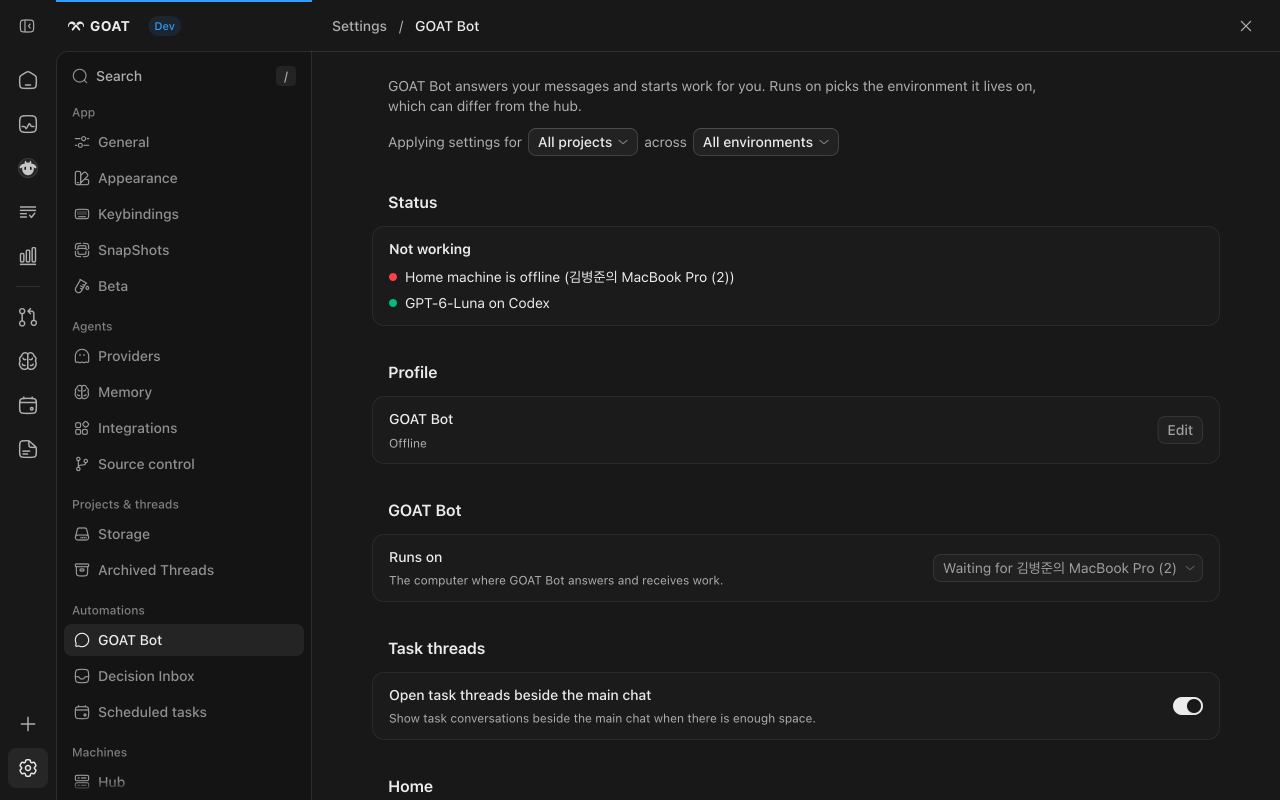 GOAT Dev
Settings / GOAT Bot
Search /
App
General
Appearance
Keybindings
SnapShots
Beta
Agents
Providers
Memory
Integrations
Source control
Projects & threads
Storage
Archived Threads
Automations
GOAT Bot
Decision Inbox
Scheduled tasks
Machines
Hub
GOAT Bot answers your messages and starts work for you. Runs on picks the environment it lives on,
which can differ from the hub.
Applying settings for All projects across All environments
Status
Not working
Home machine is offline (김병준의 MacBook Pro (2))
GPT-6-Luna on Codex
Profile
GOAT Bot
Offline
Edit
GOAT Bot
Runs on
The computer where GOAT Bot answers and receives work.
Waiting for 김병준의 MacBook Pro (2)
Task threads
Open task threads beside the main chat
Show task conversations beside the main chat when there is enough space.
Home